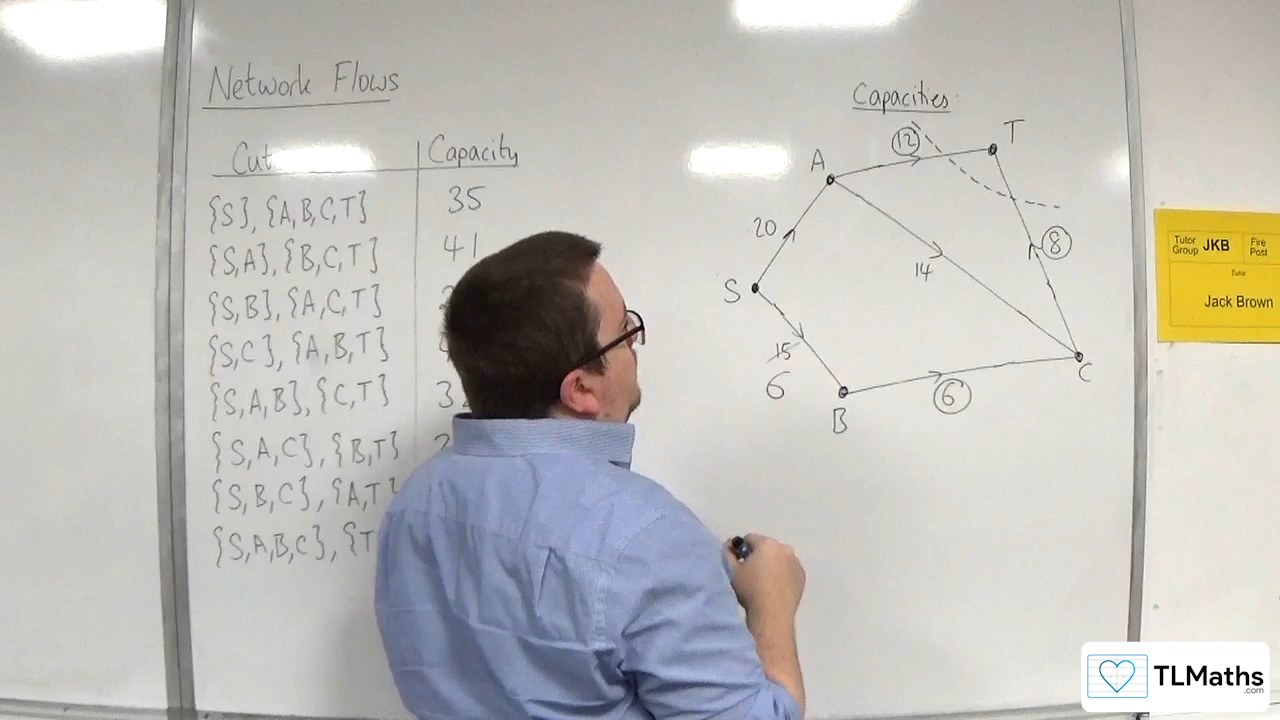 Network Flows
Cut Capacity
{S}, {A,B,C,T} 35
{S,A}, {B,C,T} 41
{S,B}, {A,C,T}
{S,C}, {A,B,T}
{S,A,B}, {C,T}
{S,A,C}, {B,T}
{S,B,C}, {A,T}
{S,A,B,C}, {T
Capacities:
T
12
A
20
8
14
S
15
6
C
6
B
Tutor Group JKB Fire Post
Tutor
Jack Brown
TLMaths
.com